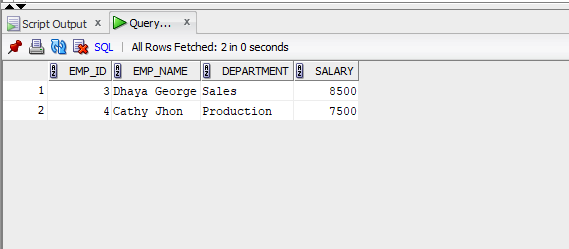 Script Output x Query... x
SQL | All Rows Fetched: 2 in 0 seconds
EMP_ID EMP_NAME DEPARTMENT SALARY
1 3 Dhaya George Sales 8500
2 4 Cathy Jhon Production 7500